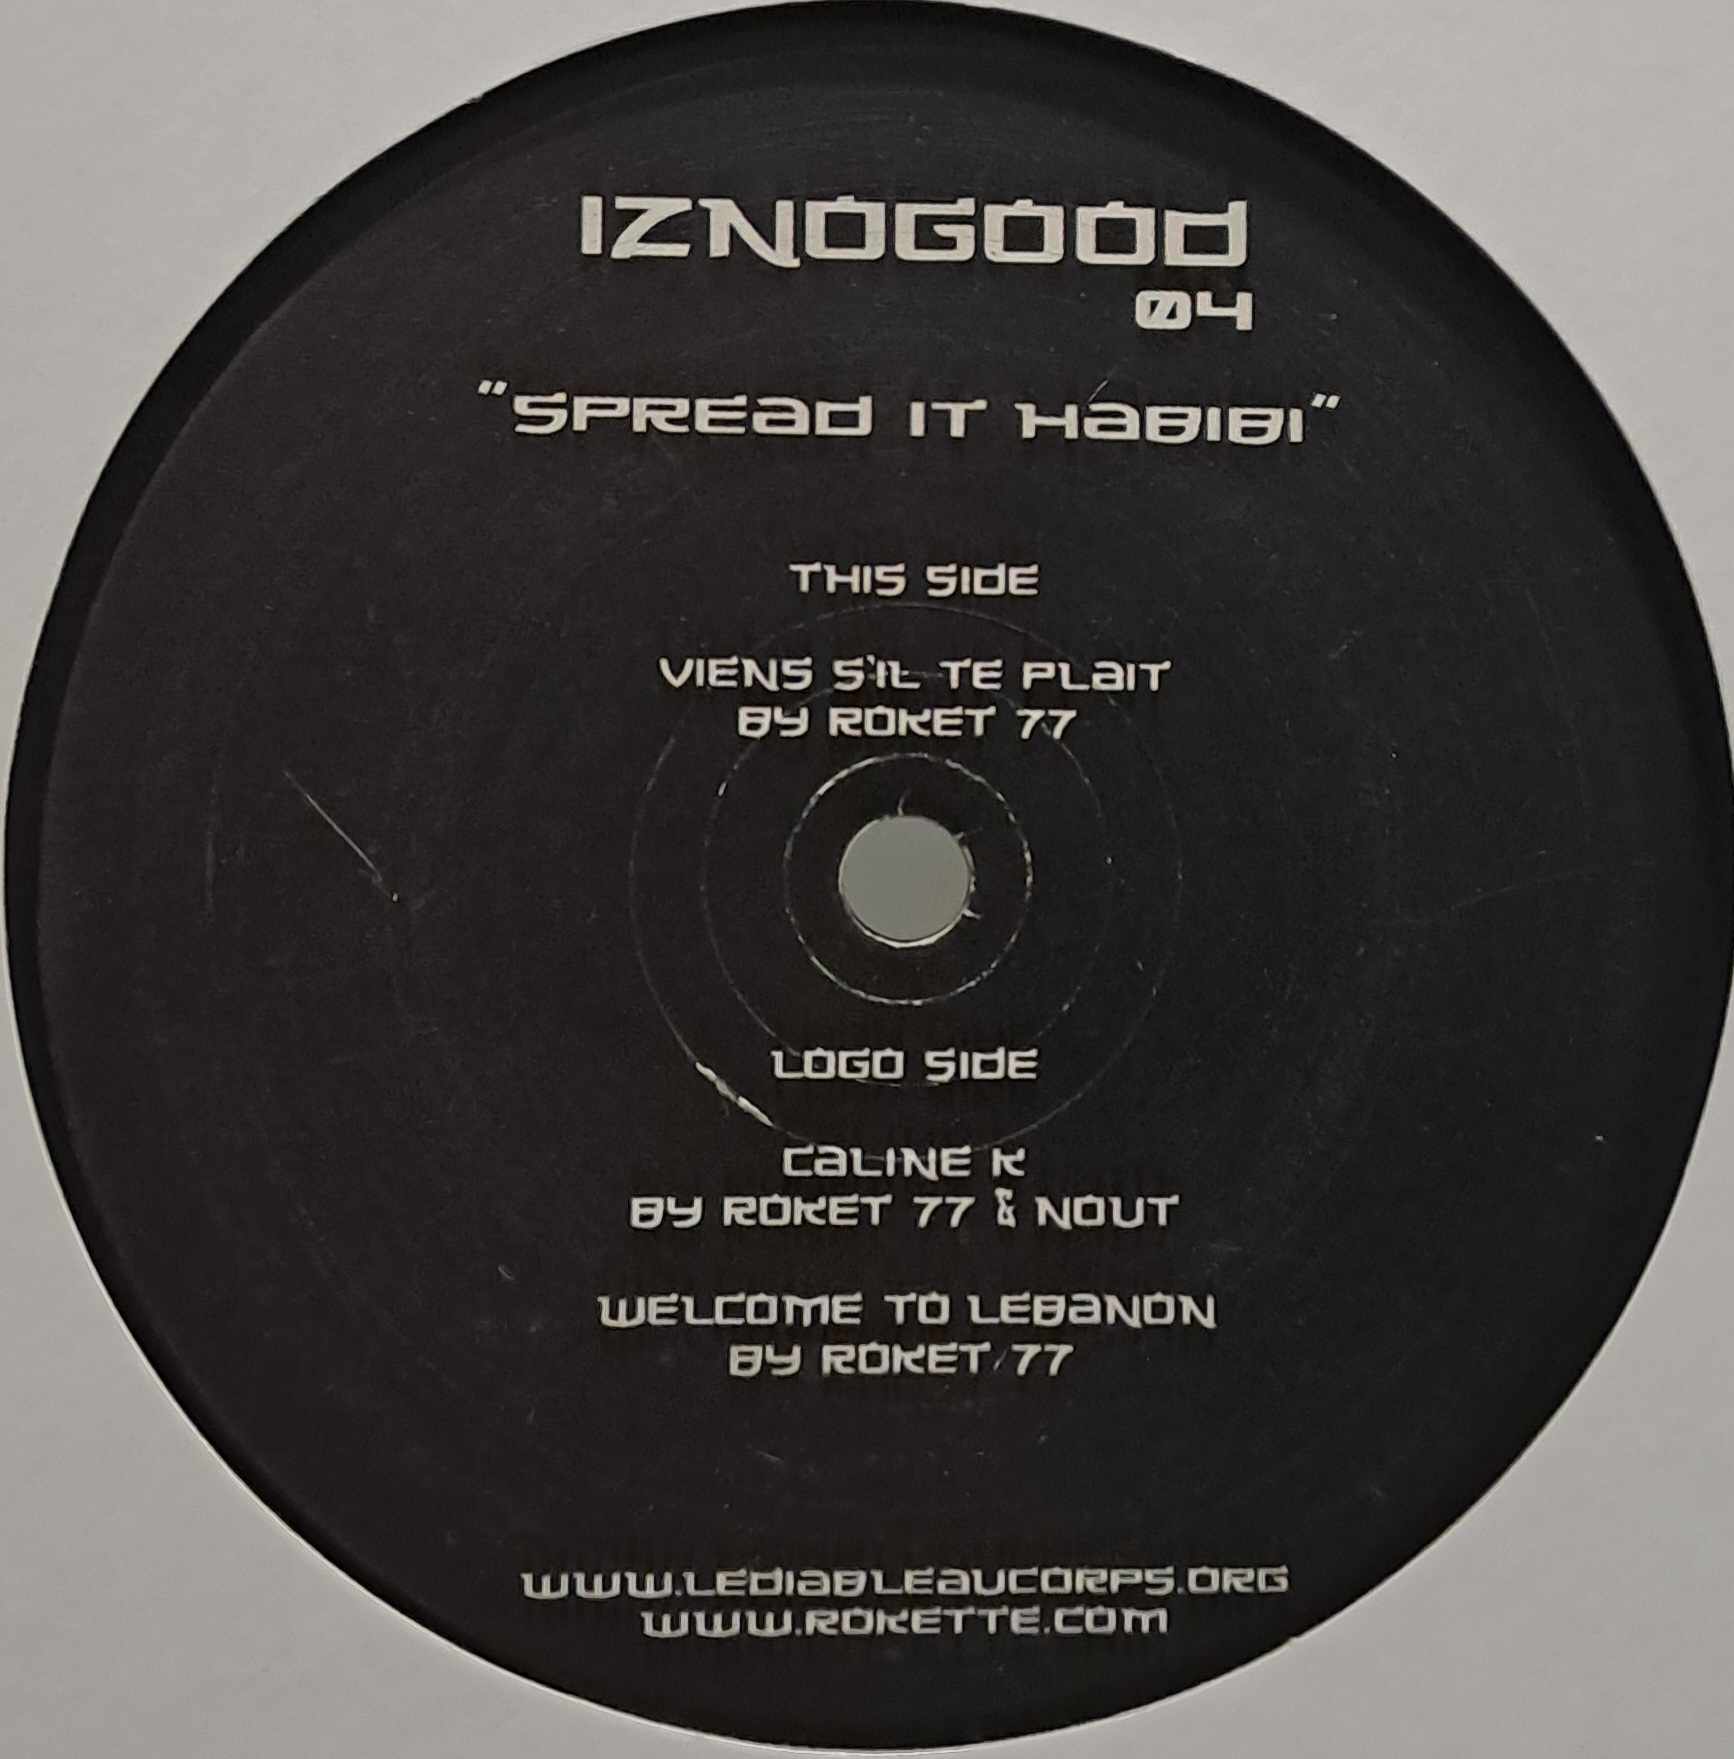 IZNOGOOD
04
"SPREAD IT HABIBI"
THIS SIDE
VIENS S'IL TE PLAIT
BY ROKET 77
LOGO SIDE
CALINE K
BY ROKET 77 & NOUT
WELCOME TO LEBANON
BY ROKET 77
WWW.LEDIABLEAUCORPS.ORG
WWW.ROKETTE.COM